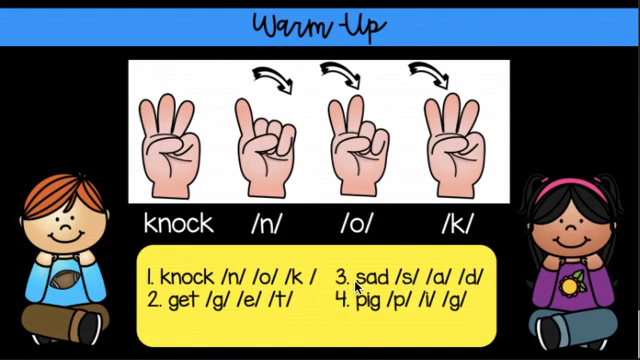 Warm-Up
knock /n/ /o/ /k/
1. knock /n/ /o/ /k /
2. get /g/ /e/ /t/
3. sad /s/ /a/ /d/
4. pig /p/ /i/ /g/